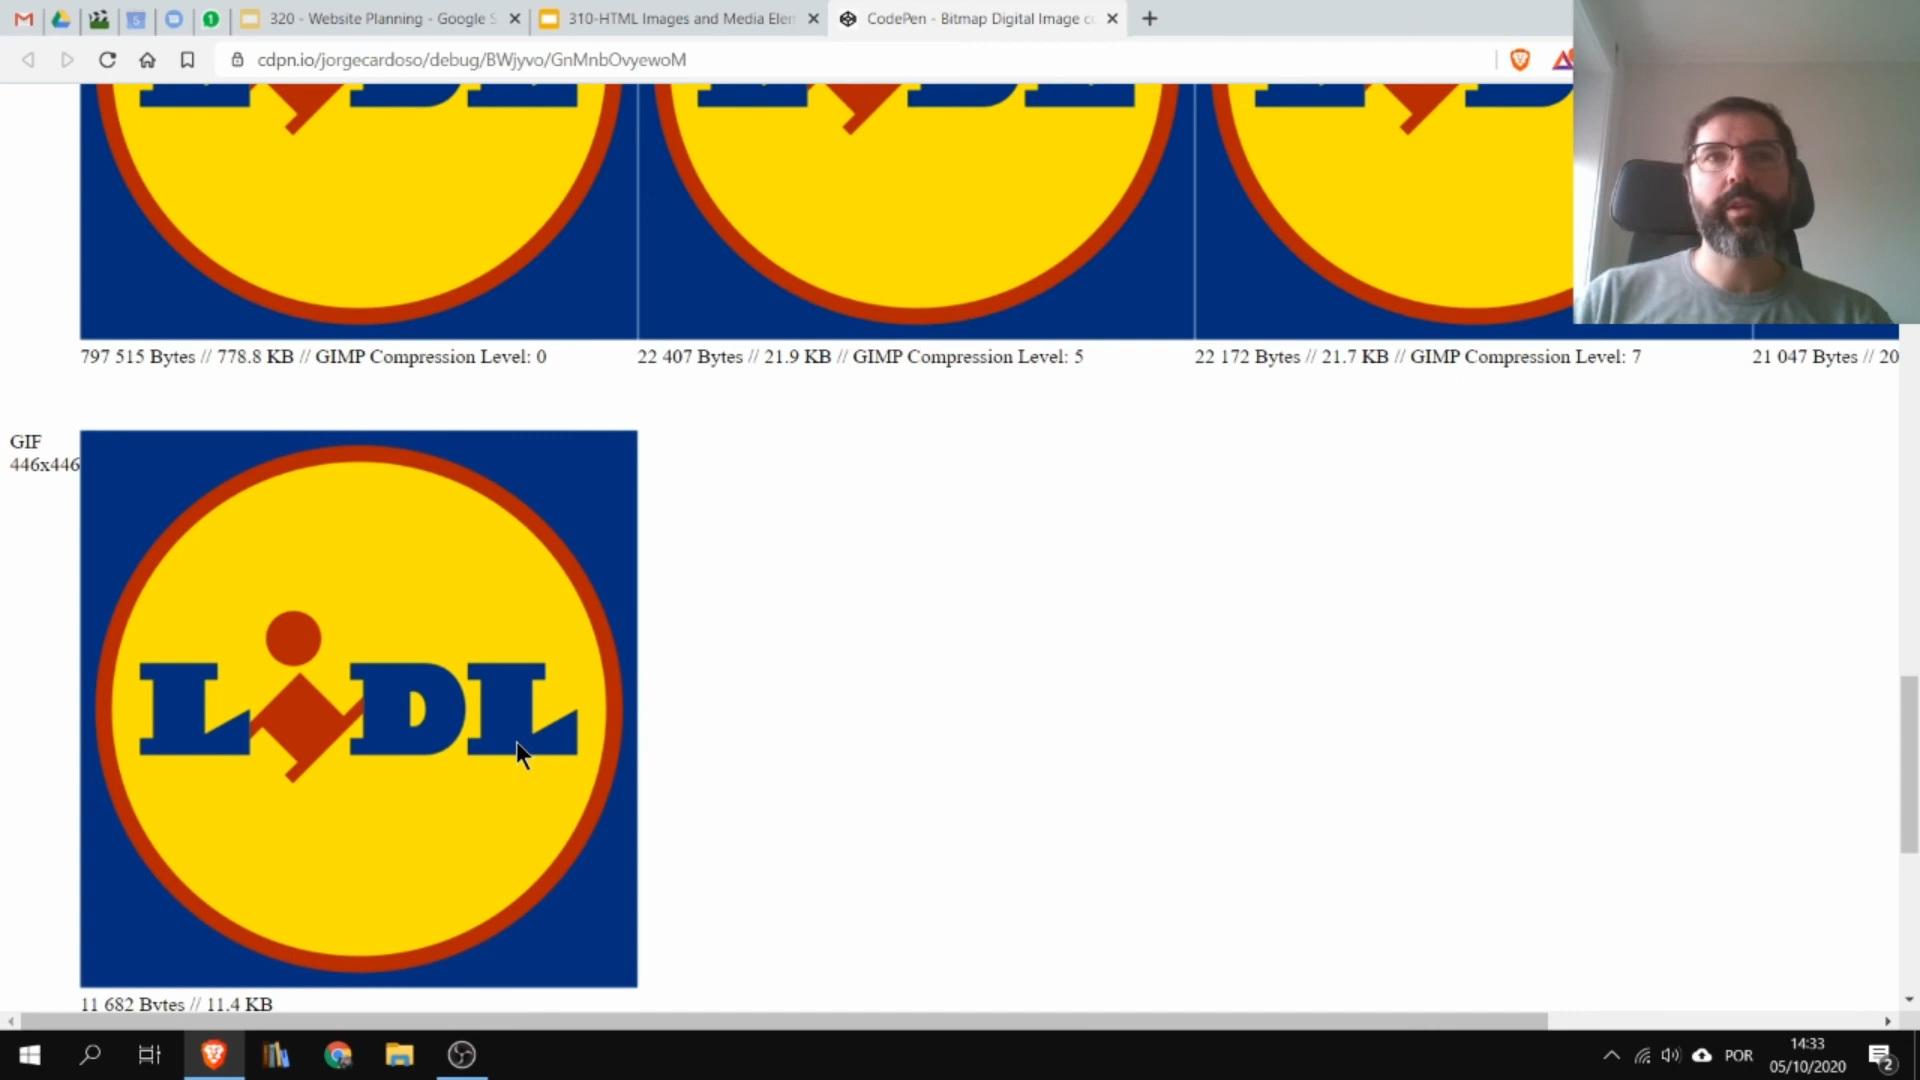 320 - Website Planning - Google S
310-HTML Images and Media Elem
CodePen - Bitmap Digital Image c
cdpn.io/jorgecardoso/debug/BWjyvo/GnMnbOvyewoM
797 515 Bytes // 778.8 KB // GIMP Compression Level: 0
22 407 Bytes // 21.9 KB // GIMP Compression Level: 5
22 172 Bytes // 21.7 KB // GIMP Compression Level: 7
21 047 Bytes // 20
GIF
446x446
LiDL
11 682 Bytes // 11.4 KB
POR
14:33
05/10/2020
2